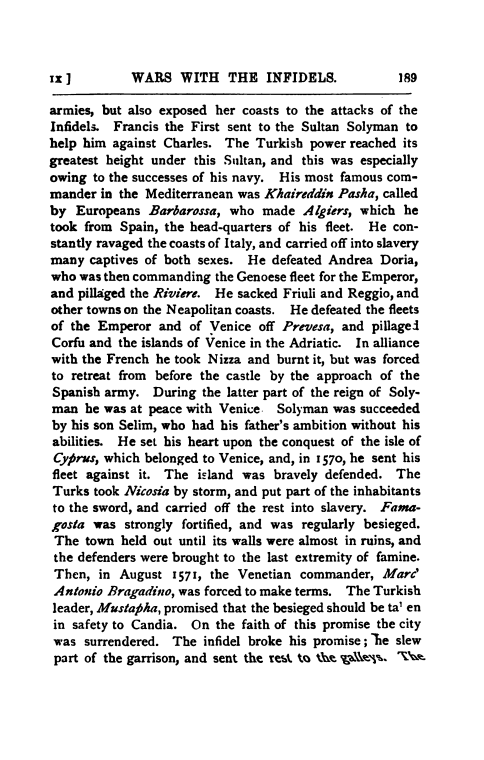 IX ] WARS WITH THE INFIDELS. 189
armies, but also exposed her coasts to the attacks of the
Infidels. Francis the First sent to the Sultan Solyman to
help him against Charles. The Turkish power reached its
greatest height under this Sultan, and this was especially
owing to the successes of his navy. His most famous com-
mander in the Mediterranean was Khaireddin Pasha, called
by Europeans Barbarossa, who made Algiers, which he
took from Spain, the head-quarters of his fleet. He con-
stantly ravaged the coasts of Italy, and carried off into slavery
many captives of both sexes. He defeated Andrea Doria,
who was then commanding the Genoese fleet for the Emperor,
and pillaged the Riviere. He sacked Friuli and Reggio, and
other towns on the Neapolitan coasts. He defeated the fleets
of the Emperor and of Venice off Prevesa, and pillaged
Corfu and the islands of Venice in the Adriatic. In alliance
with the French he took Nizza and burnt it, but was forced
to retreat from before the castle by the approach of the
Spanish army. During the latter part of the reign of Soly-
man he was at peace with Venice. Solyman was succeeded
by his son Selim, who had his father's ambition without his
abilities. He set his heart upon the conquest of the isle of
Cyprus, which belonged to Venice, and, in 1570, he sent his
fleet against it. The island was bravely defended. The
Turks took Nicosia by storm, and put part of the inhabitants
to the sword, and carried off the rest into slavery. Fama-
gosta was strongly fortified, and was regularly besieged.
The town held out until its walls were almost in ruins, and
the defenders were brought to the last extremity of famine.
Then, in August 1571, the Venetian commander, Marc'
Antonio Bragadino, was forced to make terms. The Turkish
leader, Mustapha, promised that the besieged should be ta' en
in safety to Candia. On the faith of this promise the city
was surrendered. The infidel broke his promise; he slew
part of the garrison, and sent the rest to the galleys. The